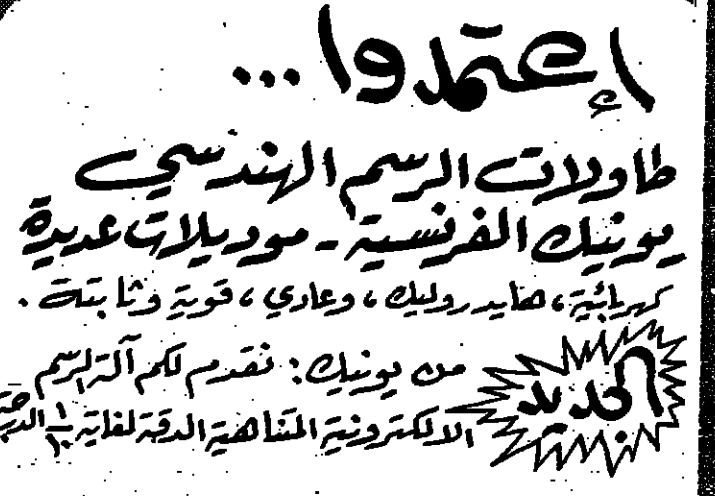 إعتمدوا...
طاولات الرسم الهندسي
يونيك الفرنسية - موديلات عديدة
كهربائية، هايدروليك، وعادي، قوية وثابتة.
الجديد
من يونيك: نقدم لكم آلة الرسم
الالكترونية المتناهية الدقة لغاية ١/١٠